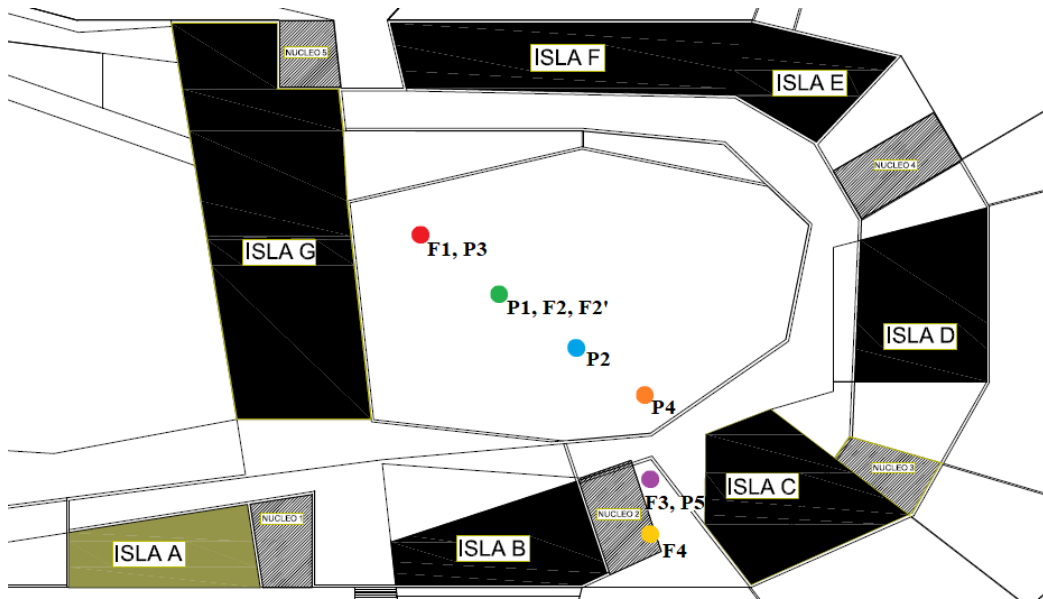 NUCLEO 5
ISLA F
ISLA E
NUCLEO 4
F1, P3
ISLA G
P1, F2, F2'
ISLA D
P2
P4
NUCLEO 3
ISLA C
F3, P5
NUCLEO 2
NUCLEO 1
ISLA A
ISLA B
F4